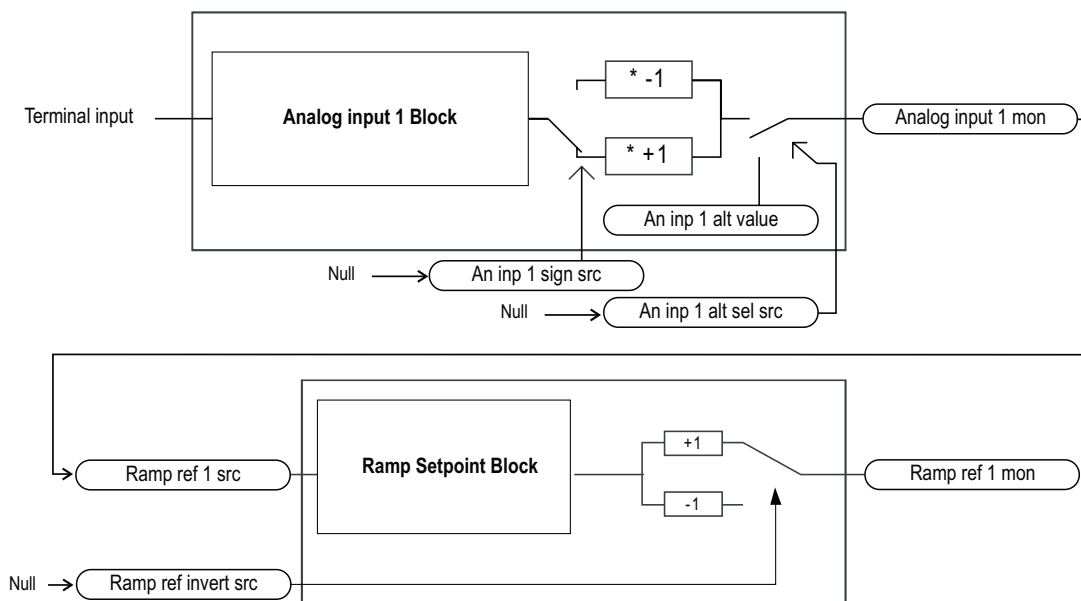 * -1
Terminal input
Analog input 1 Block
Analog input 1 mon
* +1
An inp 1 alt value
Null
An inp 1 sign src
Null
An inp 1 alt sel src
+1
Ramp ref 1 src
Ramp Setpoint Block
Ramp ref 1 mon
-1
Null
Ramp ref invert src